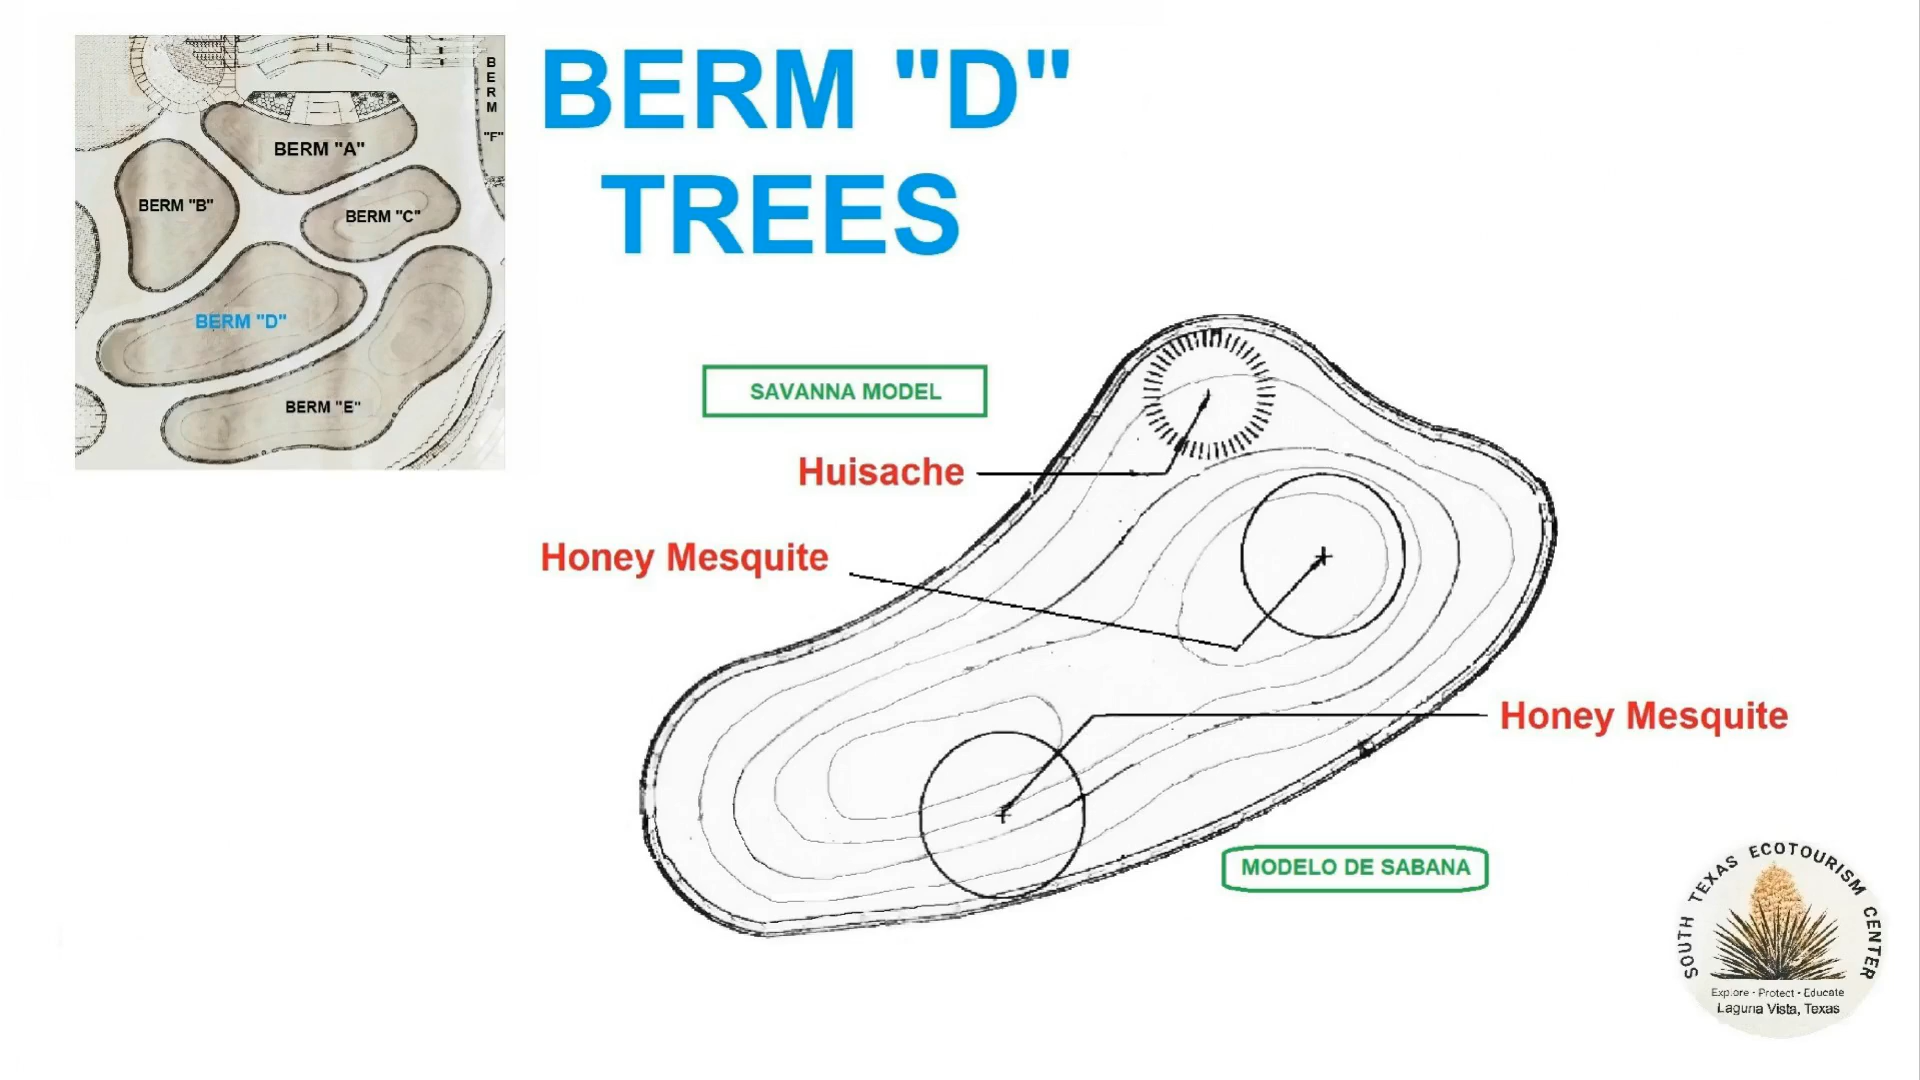 BERM "D"
TREES
BERM "A"
BERM "B"
BERM "C"
BERM "D"
BERM "E"
BERM "F"
SAVANNA MODEL
Huisache
Honey Mesquite
Honey Mesquite
MODELO DE SABANA
SOUTH TEXAS ECOTOURISM CENTER
Explore · Protect · Educate
Laguna Vista, Texas